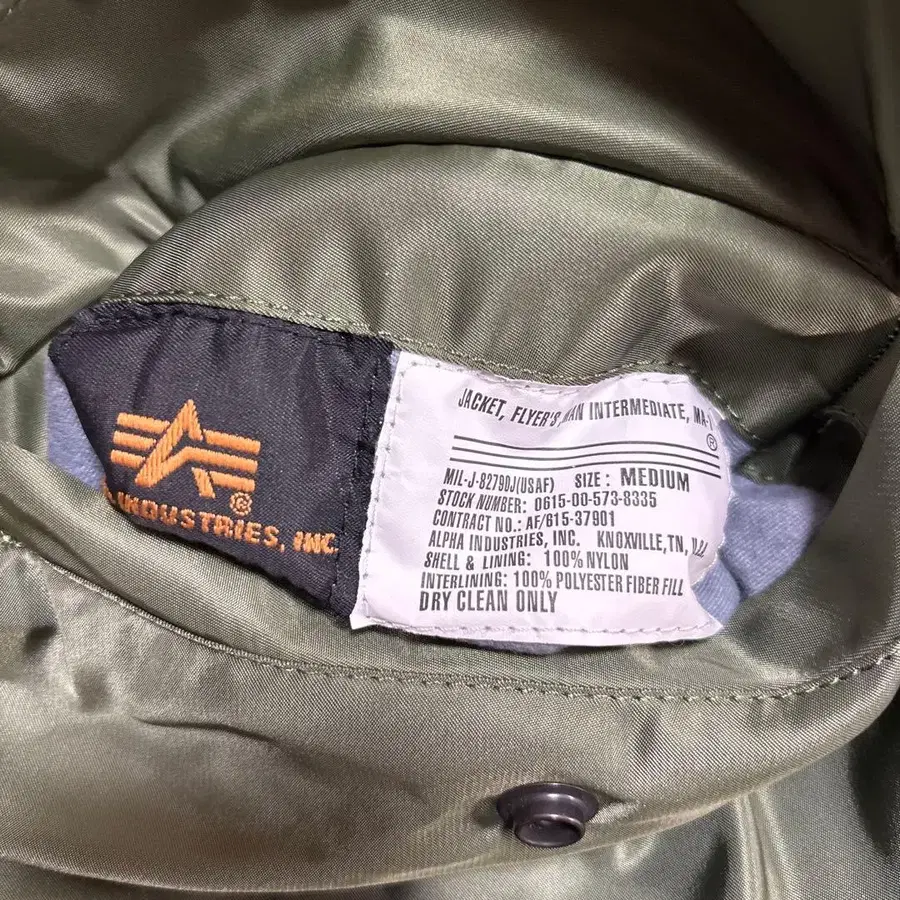 INDUSTRIES, INC.
JACKET, FLYER'S MAN INTERMEDIATE, MA-1
®
MIL-J-82790J(USAF) SIZE: MEDIUM
STOCK NUMBER: 0615-00-573-8335
CONTRACT NO.: AF/615-37901
ALPHA INDUSTRIES, INC. KNOXVILLE, TN,
SHELL & LINING: 100% NYLON
INTERLINING: 100% POLYESTER FIBER FILL
DRY CLEAN ONLY